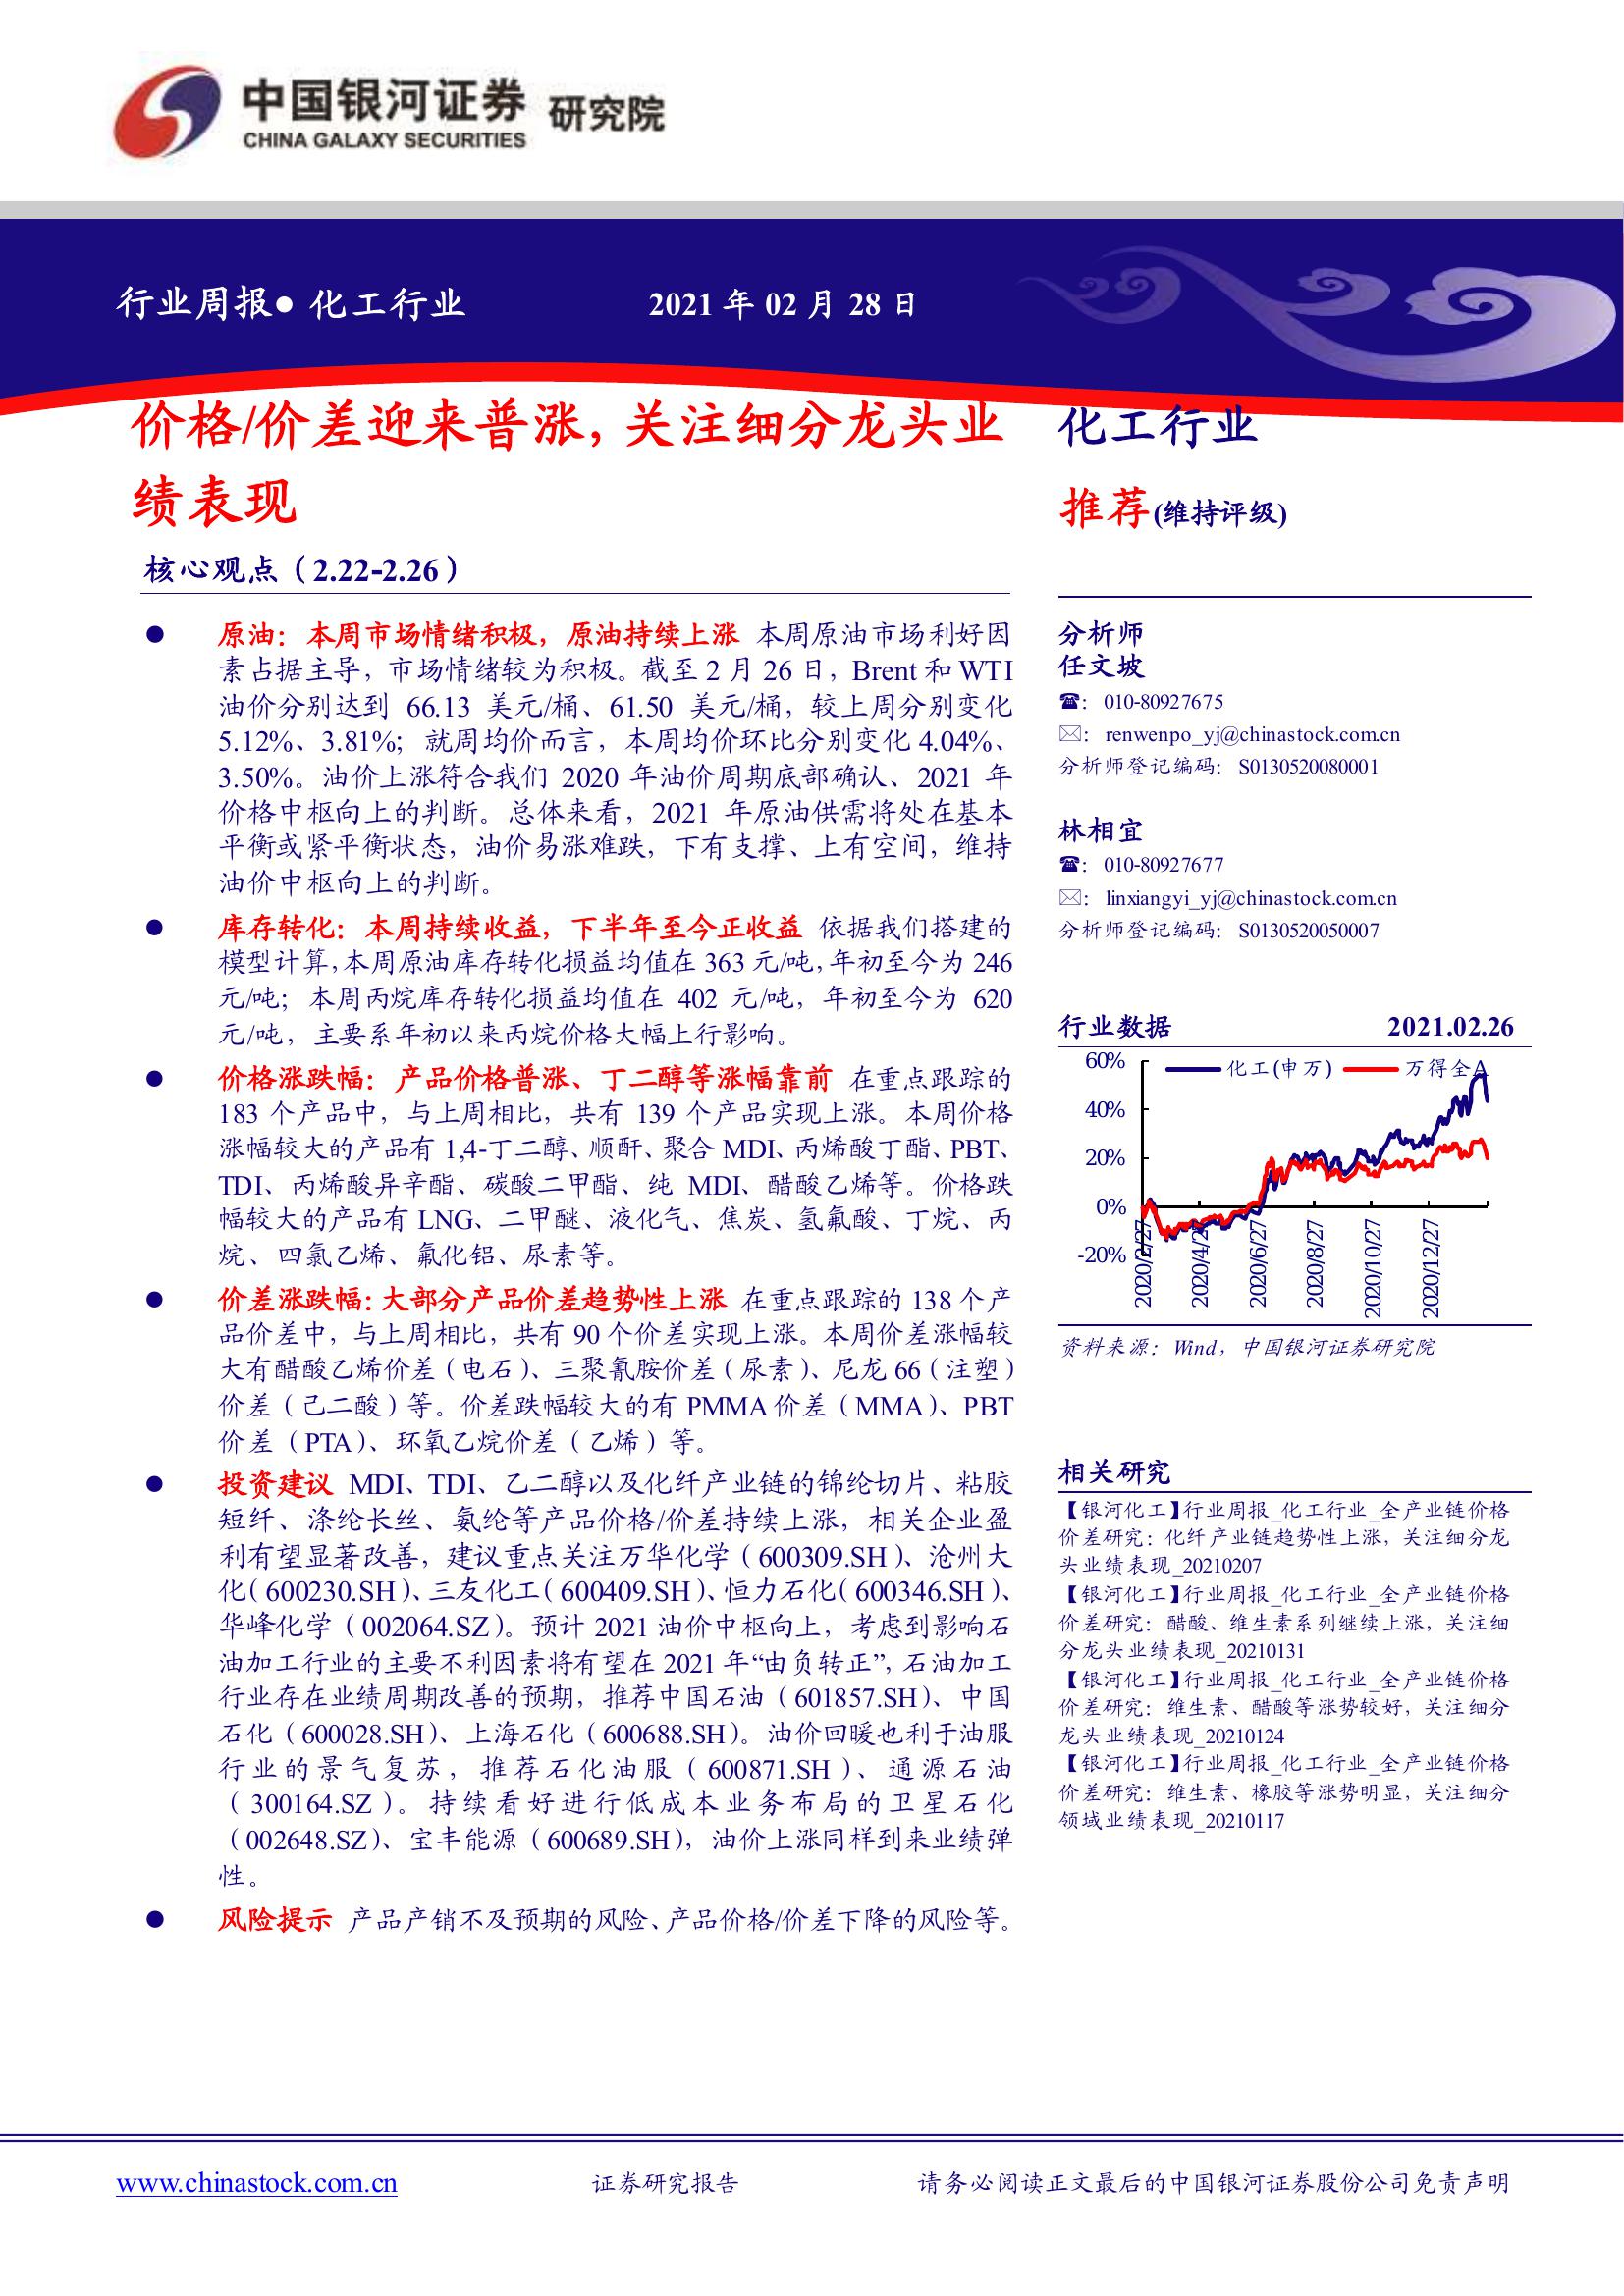 中国银河证券 研究院
CHINA GALAXY SECURITIES
行业周报● 化工行业 2021 年 02 月 28 日
价格/价差迎来普涨,关注细分龙头业
绩表现
核心观点（2.22-2.26）
● 原油：本周市场情绪积极，原油持续上涨 本周原油市场利好因
素占据主导，市场情绪较为积极。截至 2 月 26 日，Brent 和 WTI
油价分别达到 66.13 美元/桶、61.50 美元/桶，较上周分别变化
5.12%、3.81%；就周均价而言，本周均价环比分别变化 4.04%、
3.50%。油价上涨符合我们 2020 年油价周期底部确认、2021 年
价格中枢向上的判断。总体来看，2021 年原油供需将处在基本
平衡或紧平衡状态，油价易涨难跌，下有支撑、上有空间，维持
油价中枢向上的判断。
● 库存转化：本周持续收益，下半年至今正收益 依据我们搭建的
模型计算，本周原油库存转化损益均值在 363 元/吨，年初至今为 246
元/吨；本周丙烷库存转化损益均值在 402 元/吨，年初至今为 620
元/吨，主要系年初以来丙烷价格大幅上行影响。
● 价格涨跌幅：产品价格普涨、丁二醇等涨幅靠前 在重点跟踪的
183 个产品中，与上周相比，共有 139 个产品实现上涨。本周价格
涨幅较大的产品有 1,4-丁二醇、顺酐、聚合 MDI、丙烯酸丁酯、PBT、
TDI、丙烯酸异辛酯、碳酸二甲酯、纯 MDI、醋酸乙烯等。价格跌
幅较大的产品有 LNG、二甲醚、液化气、焦炭、氢氟酸、丁烷、丙
烷、四氯乙烯、氟化铝、尿素等。
● 价差涨跌幅：大部分产品价差趋势性上涨 在重点跟踪的 138 个产
品价差中，与上周相比，共有 90 个价差实现上涨。本周价差涨幅较
大有醋酸乙烯价差（电石）、三聚氰胺价差（尿素）、尼龙 66（注塑）
价差（己二酸）等。价差跌幅较大的有 PMMA 价差（MMA）、PBT
价差（PTA）、环氧乙烷价差（乙烯）等。
● 投资建议 MDI、TDI、乙二醇以及化纤产业链的锦纶切片、粘胶
短纤、涤纶长丝、氨纶等产品价格/价差持续上涨，相关企业盈
利有望显著改善，建议重点关注万华化学（600309.SH）、沧州大
化（600230.SH）、三友化工（600409.SH）、恒力石化（600346.SH）、
华峰化学（002064.SZ）。预计 2021 油价中枢向上，考虑到影响石
油加工行业的主要不利因素将有望在 2021 年“由负转正”，石油加工
行业存在业绩周期改善的预期，推荐中国石油（601857.SH）、中国
石化（600028.SH）、上海石化（600688.SH）。油价回暖也利于油服
行业的景气复苏，推荐石化油服（600871.SH）、通源石油
（300164.SZ）。持续看好进行低成本业务布局的卫星石化
（002648.SZ）、宝丰能源（600689.SH），油价上涨同样到来业绩弹
性。
● 风险提示 产品产销不及预期的风险、产品价格/价差下降的风险等。
化工行业
推荐(维持评级)
分析师
任文坡
☎： 010-80927675
✉： renwenpo_yj@chinastock.com.cn
分析师登记编码： S0130520080001
林相宜
☎： 010-80927677
✉： linxiangyi_yj@chinastock.com.cn
分析师登记编码： S0130520050007
行业数据 2021.02.26
化工(申万) 万得全A
60%
40%
20%
0%
-20%
2020/2/27 2020/4/27 2020/6/27 2020/8/27 2020/10/27 2020/12/27
资料来源：Wind，中国银河证券研究院
相关研究
【银河化工】行业周报_化工行业_全产业链价格
价差研究：化纤产业链趋势性上涨，关注细分龙
头业绩表现_20210207
【银河化工】行业周报_化工行业_全产业链价格
价差研究：醋酸、维生素系列继续上涨，关注细
分龙头业绩表现_20210131
【银河化工】行业周报_化工行业_全产业链价格
价差研究：维生素、醋酸等涨势较好，关注细分
龙头业绩表现_20210124
【银河化工】行业周报_化工行业_全产业链价格
价差研究：维生素、橡胶等涨势明显，关注细分
领域业绩表现_20210117
www.chinastock.com.cn 证券研究报告 请务必阅读正文最后的中国银河证券股份公司免责声明